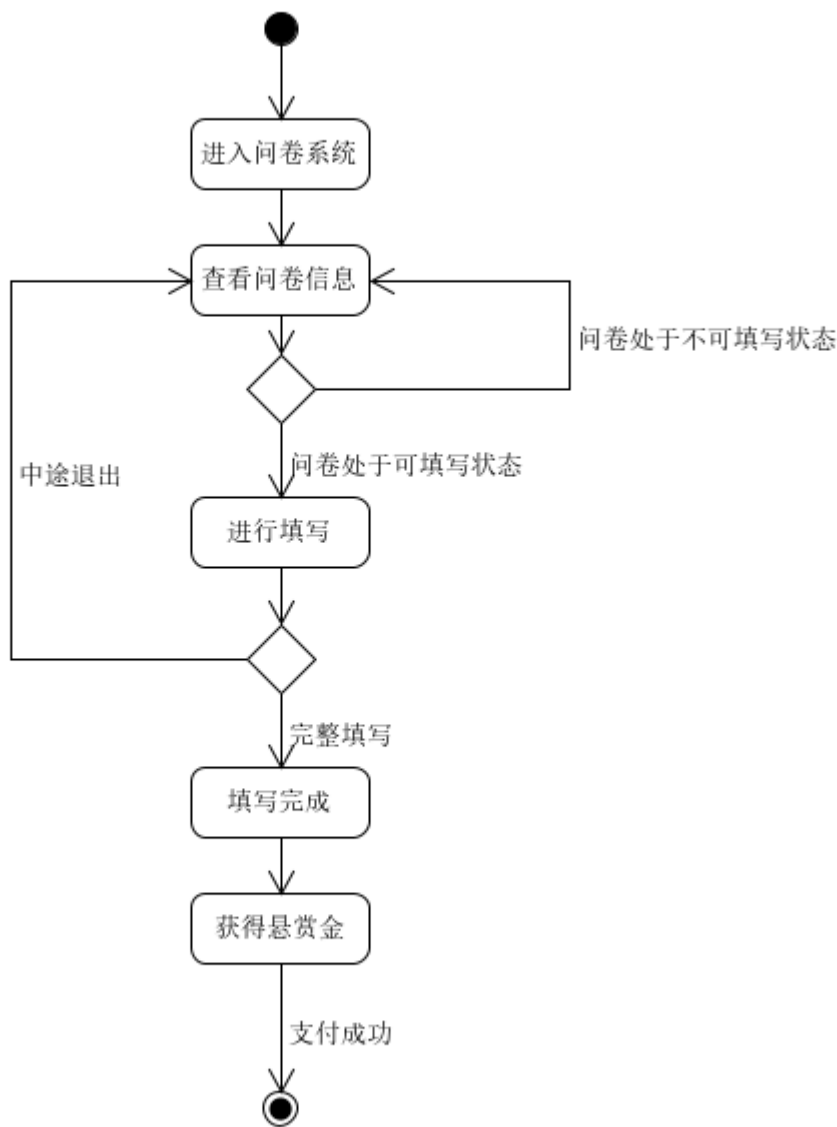 进入问卷系统
查看问卷信息
问卷处于不可填写状态
中途退出
问卷处于可填写状态
进行填写
完整填写
填写完成
获得悬赏金
支付成功